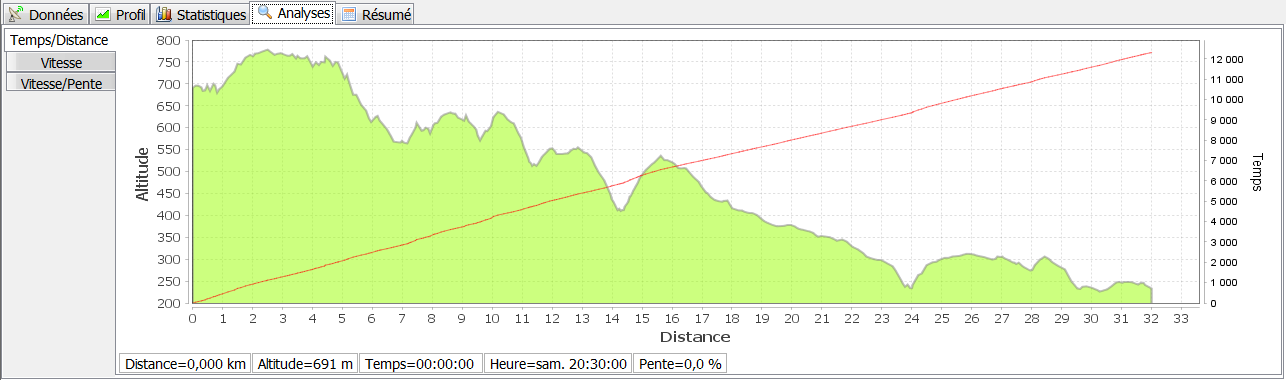 Données Profil Statistiques Analyses Résumé
Temps/Distance
Vitesse
Vitesse/Pente
800
750
700
650
600
550
500
450
400
350
300
250
200
Altitude
12 000
11 000
10 000
9 000
8 000
7 000
6 000
5 000
4 000
3 000
2 000
1 000
0
Temps
0 1 2 3 4 5 6 7 8 9 10 11 12 13 14 15 16 17 18 19 20 21 22 23 24 25 26 27 28 29 30 31 32 33
Distance
Distance=0,000 km Altitude=691 m Temps=00:00:00 Heure=sam. 20:30:00 Pente=0,0 %